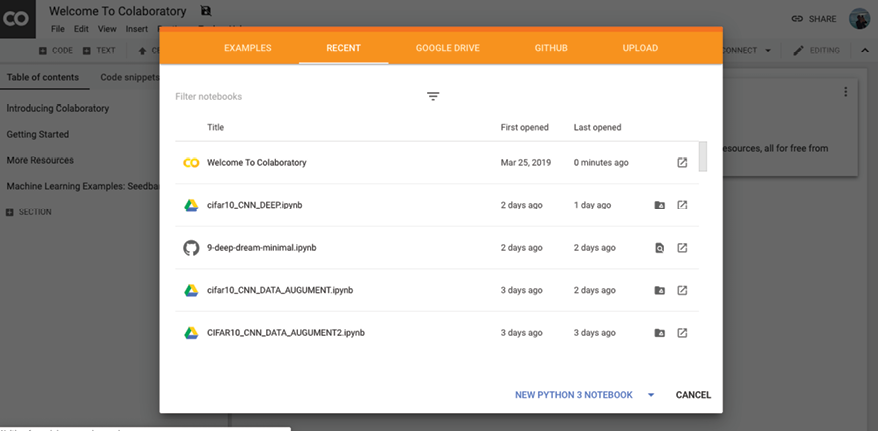 CO
Welcome To Colaboratory
File Edit View Insert
SHARE
EXAMPLES RECENT GOOGLE DRIVE GITHUB UPLOAD
CODE TEXT
EDITING
Table of contents Code snippets
Filter notebooks
Introducing Colaboratory
Title First opened Last opened
Getting Started
esources, all for free from
More Resources
Welcome To Colaboratory Mar 25, 2019 0 minutes ago
Machine Learning Examples: Seedba
cifar10_CNN_DEEP.ipynb 2 days ago 1 day ago
SECTION
9-deep-dream-minimal.ipynb 2 days ago 2 days ago
cifar10_CNN_DATA_AUGUMENT.ipynb 3 days ago 2 days ago
CIFAR10_CNN_DATA_AUGUMENT2.ipynb 3 days ago 3 days ago
NEW PYTHON 3 NOTEBOOK CANCEL